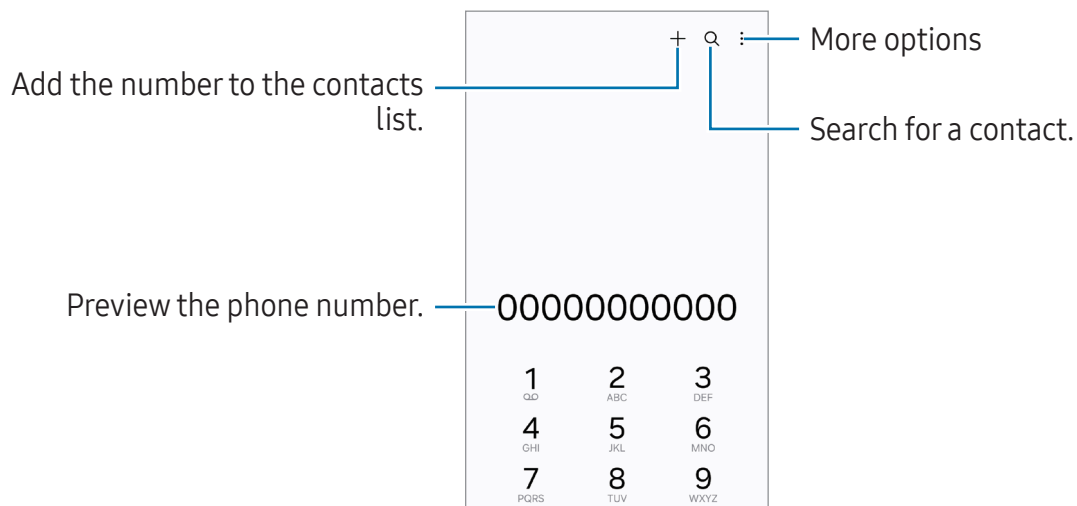 More options
Add the number to the contacts
list.
Search for a contact.
Preview the phone number.
00000000000
1 2 3
ABC DEF
4 5 6
GHI JKL MNO
7 8 9
PQRS TUV WXYZ